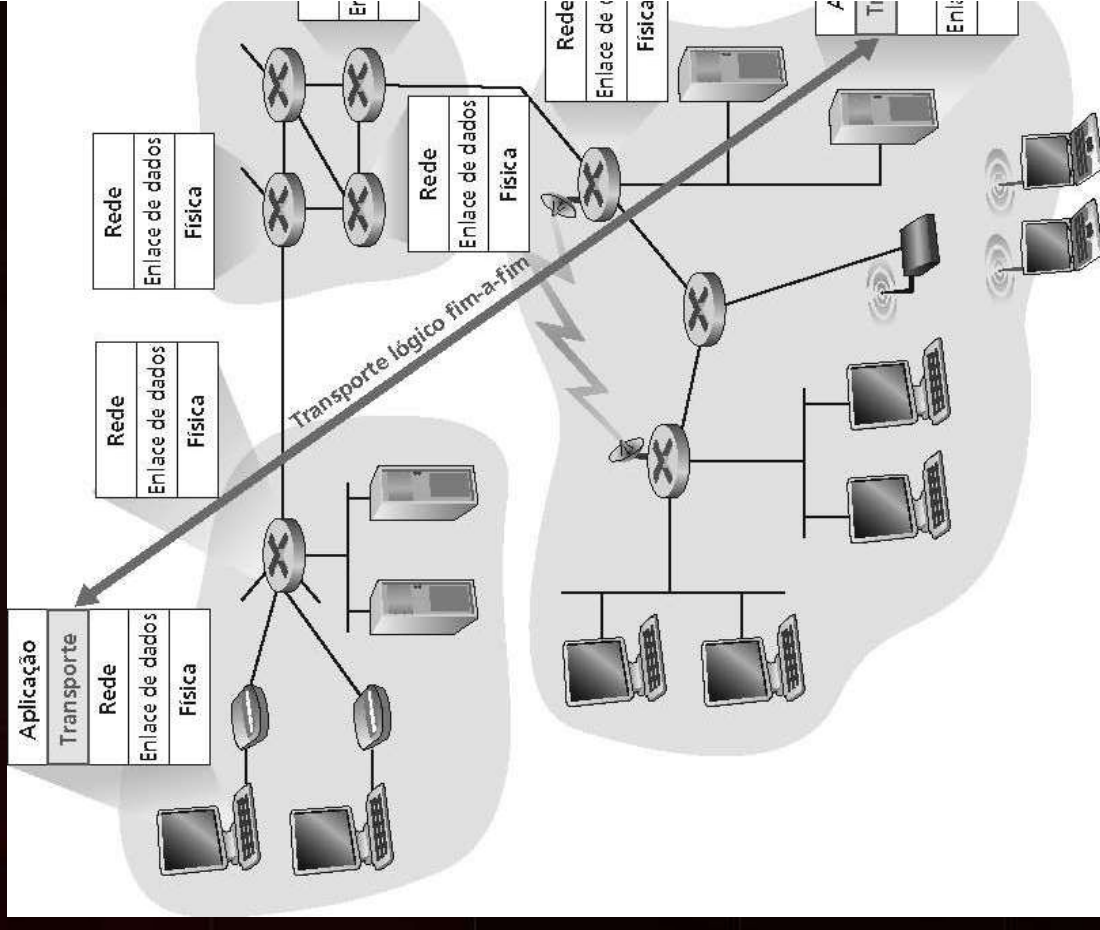 Rede
Enlace de
Física
Rede
Enlace de dados
Física
Rede
Enlace de dados
Física
Transporte lógico fim-a-fim
Rede
Enlace de dados
Física
Aplicação
Transporte
Rede
Enlace de dados
Física